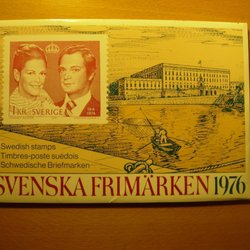 1 KR SVERIGE
Swedish stamps
Timbres-poste suédois
Schwedische Briefmarken
SVENSKA FRIMÄRKEN 1976